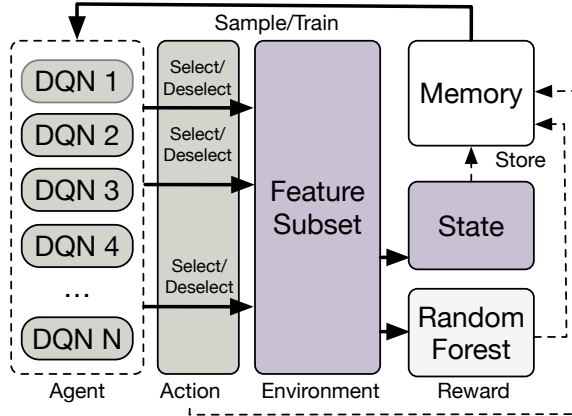 Sample/Train
DQN 1
DQN 2
DQN 3
DQN 4
...
DQN N
Agent
Select/
Deselect
Select/
Deselect
Select/
Deselect
Action
Feature
Subset
Environment
Memory
Store
State
Random
Forest
Reward